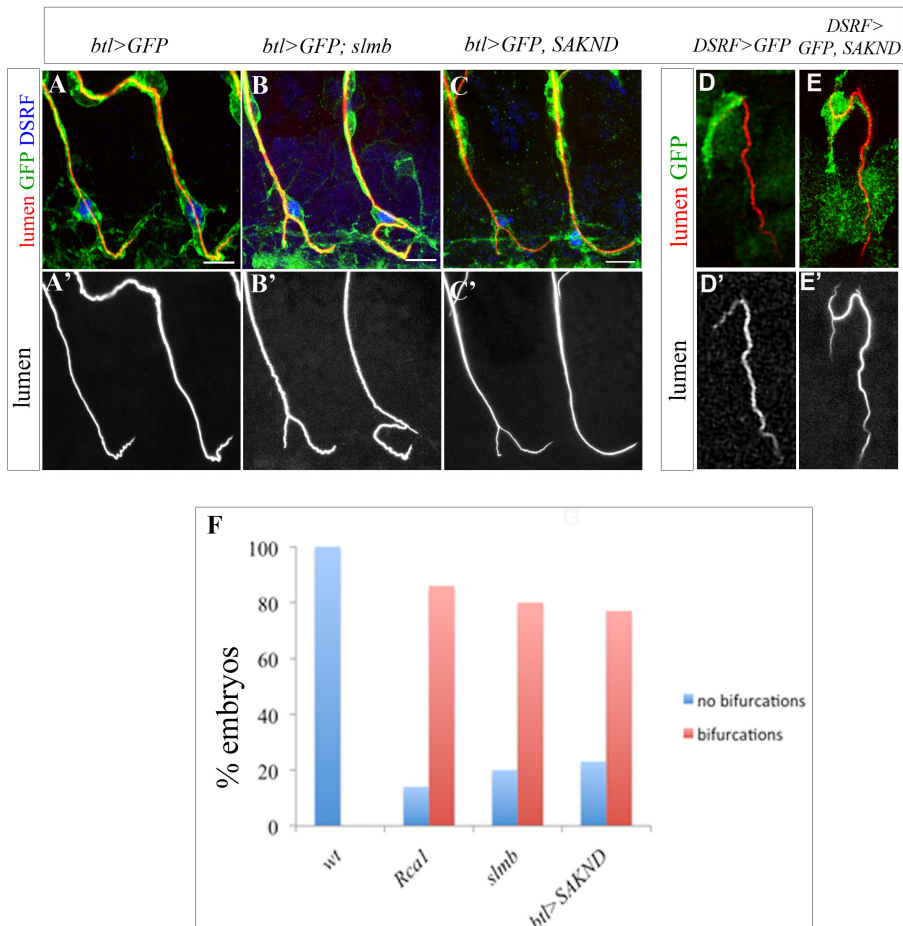 btl>GFP
btl>GFP; slmb
btl>GFP, SAKND
DSRF>GFP
DSRF>
GFP, SAKND
lumen GFP DSRF
A
B
C
lumen GFP
D
E
lumen
A’
B’
C’
lumen
D’
E’
G
F
% embryos
100
80
60
40
20
0
wt
Rca1
slmb
btl>SAKND
no bifurcations
bifurcations